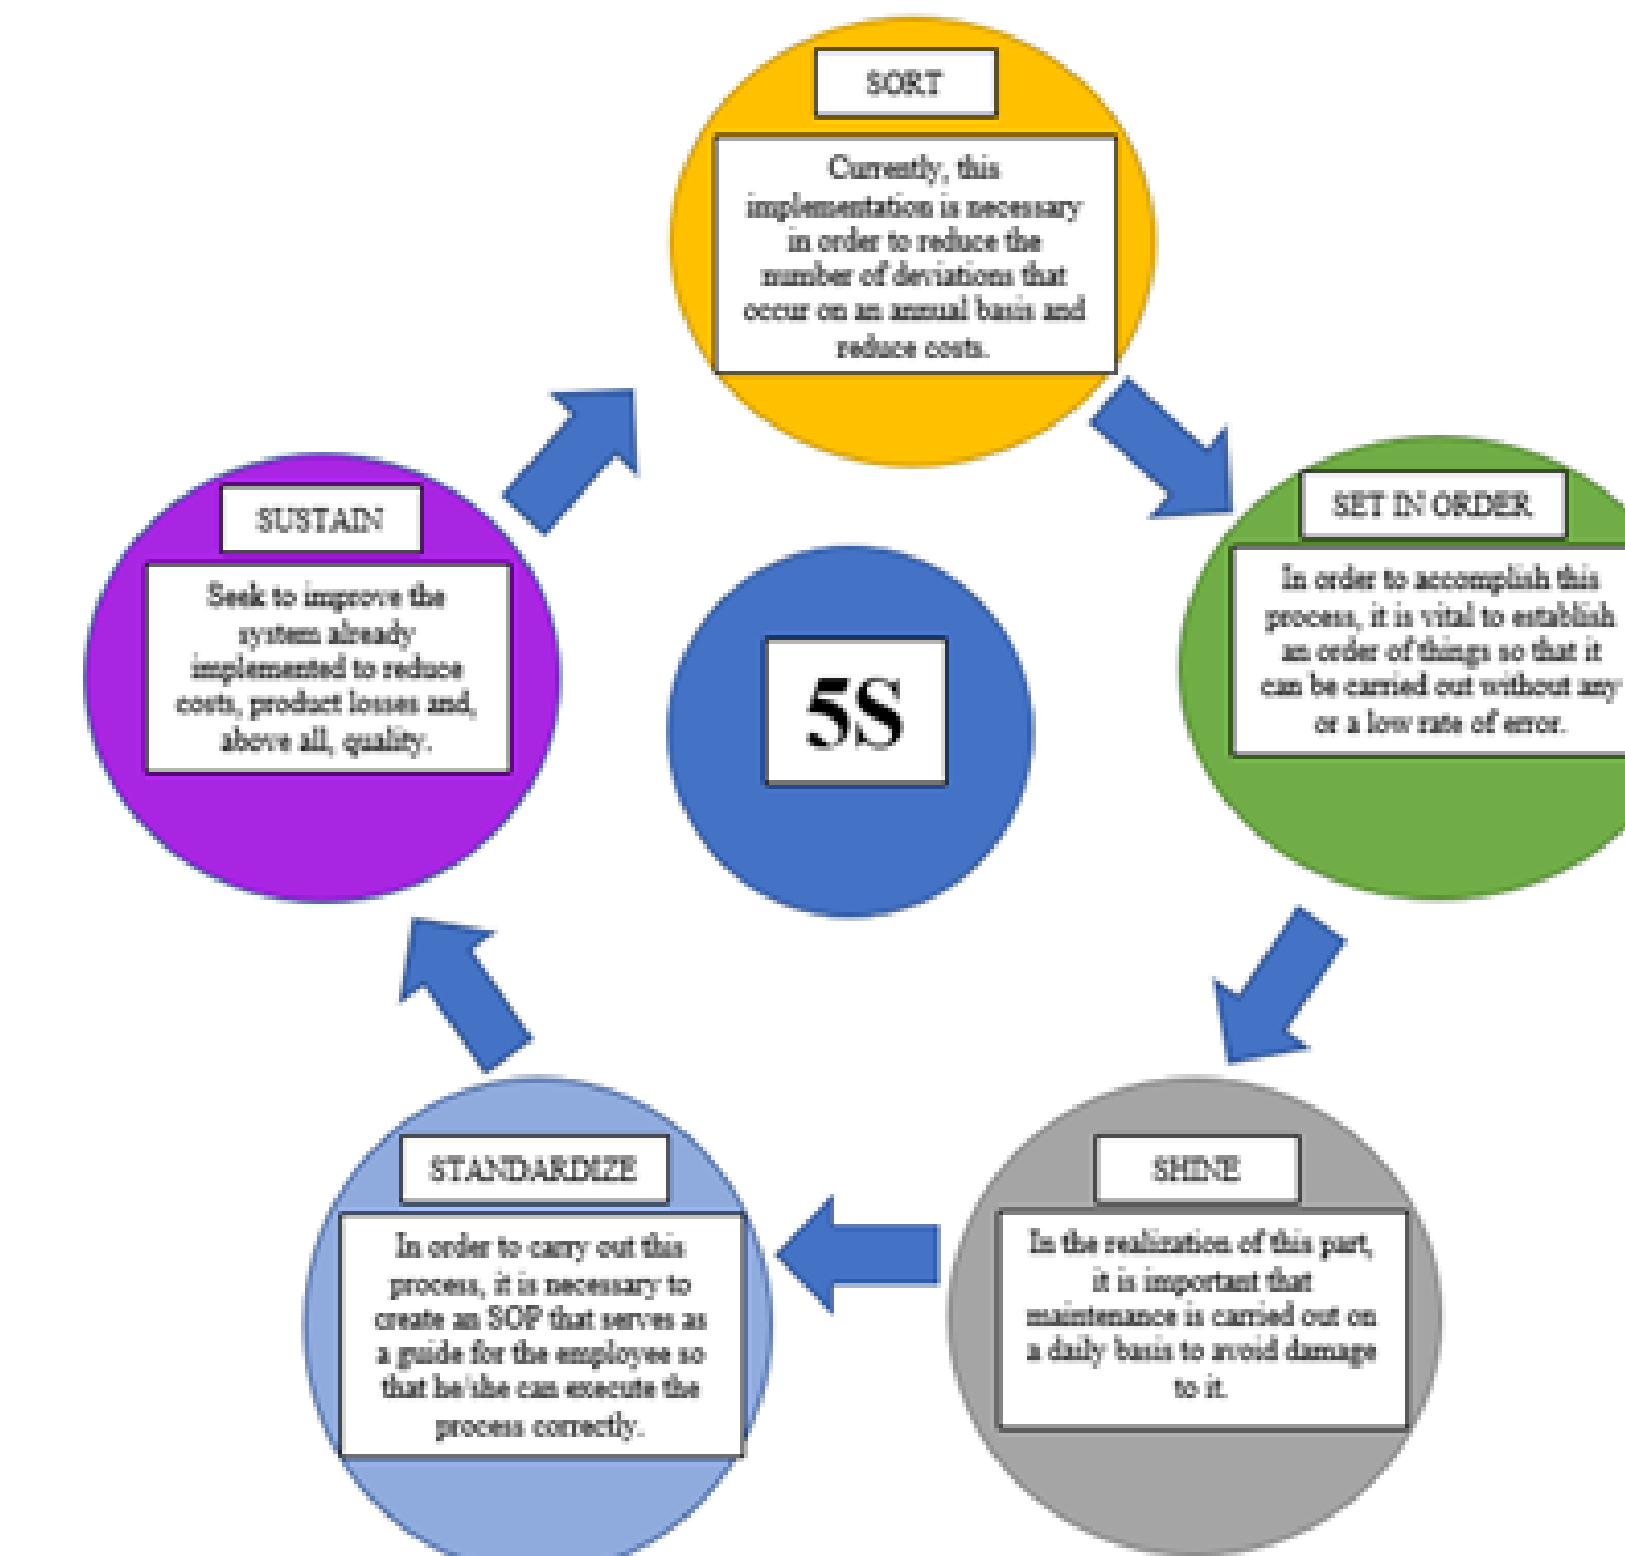 SORT
Currently, this
implementation is necessary
in order to reduce the
number of deviations that
occur on an annual basis and
reduce costs.
SET IN ORDER
In order to accomplish this
process, it is vital to establish
an order of things so that it
can be carried out without any
or a low rate of error.
SHINE
In the realization of this part,
it is important that
maintenance is carried out on
a daily basis to avoid damage
to it.
STANDARDIZE
In order to carry out this
process, it is necessary to
create an SOP that serves as
a guide for the employee so
that he/she can execute the
process correctly.
SUSTAIN
Seek to improve the
system already
implemented to reduce
costs, product losses and,
above all, quality.
5S